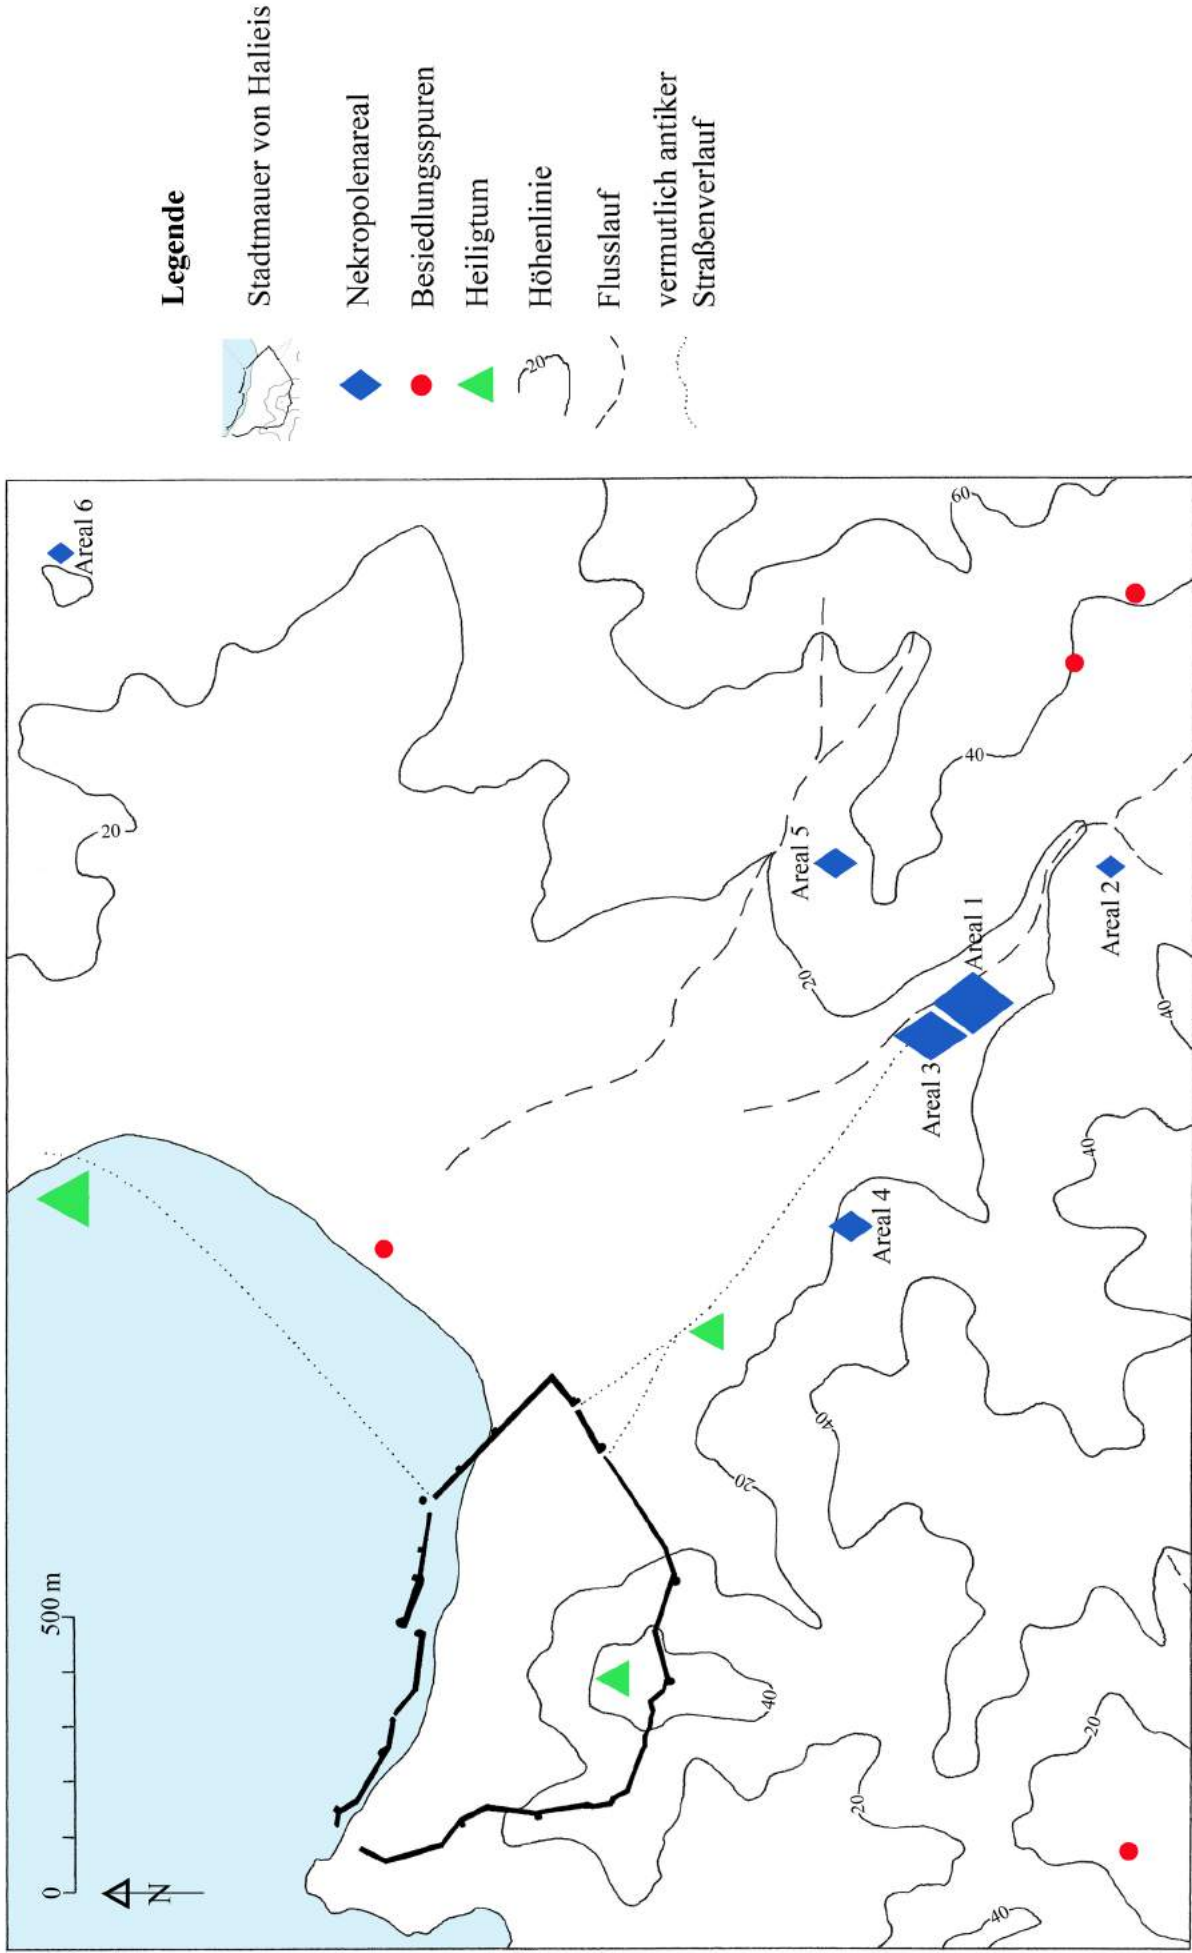 Legende
Stadtmauer von Halieis
Nekropolenareal
Besiedlungsspuren
Heiligtum
20
Höhenlinie
Flusslauf
vermutlich antiker
Straßenverlauf
0
500 m
N
Areal 6
20
Areal 5
20
Areal 1
Areal 3
Areal 2
Areal 4
60
40
40
40
40
20
40
20
20
40